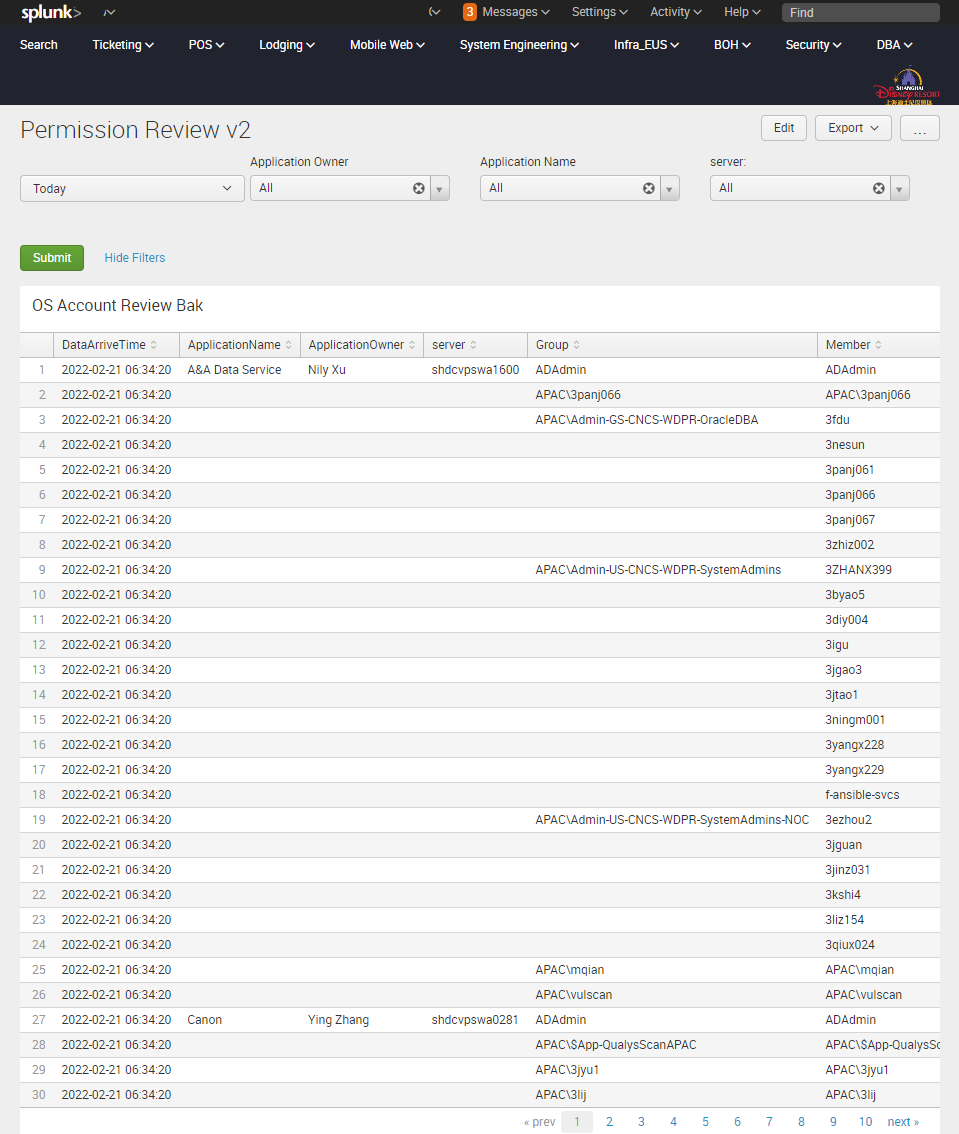 splunk>
3 Messages Settings Activity Help Find
Search Ticketing POS Lodging Mobile Web System Engineering Infra_EUS BOH Security DBA
SHANGHAI
DISNEY RESORT
上海迪士尼度假区
Permission Review v2 Edit Export ...
Application Owner Application Name server:
Today All All All
Submit Hide Filters
OS Account Review Bak
DataArriveTime ApplicationName ApplicationOwner server Group Member
1 2022-02-21 06:34:20 A&A Data Service Nily Xu shdcvpswa1600 ADAdmin ADAdmin
2 2022-02-21 06:34:20 APAC\3panj066 APAC\3panj066
3 2022-02-21 06:34:20 APAC\Admin-GS-CNCS-WDPR-OracleDBA 3fdu
4 2022-02-21 06:34:20 3nesun
5 2022-02-21 06:34:20 3panj061
6 2022-02-21 06:34:20 3panj066
7 2022-02-21 06:34:20 3panj067
8 2022-02-21 06:34:20 3zhiz002
9 2022-02-21 06:34:20 APAC\Admin-US-CNCS-WDPR-SystemAdmins 3ZHANX399
10 2022-02-21 06:34:20 3byao5
11 2022-02-21 06:34:20 3diy004
12 2022-02-21 06:34:20 3igu
13 2022-02-21 06:34:20 3jgao3
14 2022-02-21 06:34:20 3jtao1
15 2022-02-21 06:34:20 3ningm001
16 2022-02-21 06:34:20 3yangx228
17 2022-02-21 06:34:20 3yangx229
18 2022-02-21 06:34:20 f-ansible-svcs
19 2022-02-21 06:34:20 APAC\Admin-US-CNCS-WDPR-SystemAdmins-NOC 3ezhou2
20 2022-02-21 06:34:20 3jguan
21 2022-02-21 06:34:20 3jinz031
22 2022-02-21 06:34:20 3kshi4
23 2022-02-21 06:34:20 3liz154
24 2022-02-21 06:34:20 3qiux024
25 2022-02-21 06:34:20 APAC\mqian APAC\mqian
26 2022-02-21 06:34:20 APAC\vulscan APAC\vulscan
27 2022-02-21 06:34:20 Canon Ying Zhang shdcvpswa0281 ADAdmin ADAdmin
28 2022-02-21 06:34:20 APAC\$App-QualysScanAPAC APAC\$App-QualysSc
29 2022-02-21 06:34:20 APAC\3jyu1 APAC\3jyu1
30 2022-02-21 06:34:20 APAC\3lij APAC\3lij
« prev 1 2 3 4 5 6 7 8 9 10 next »